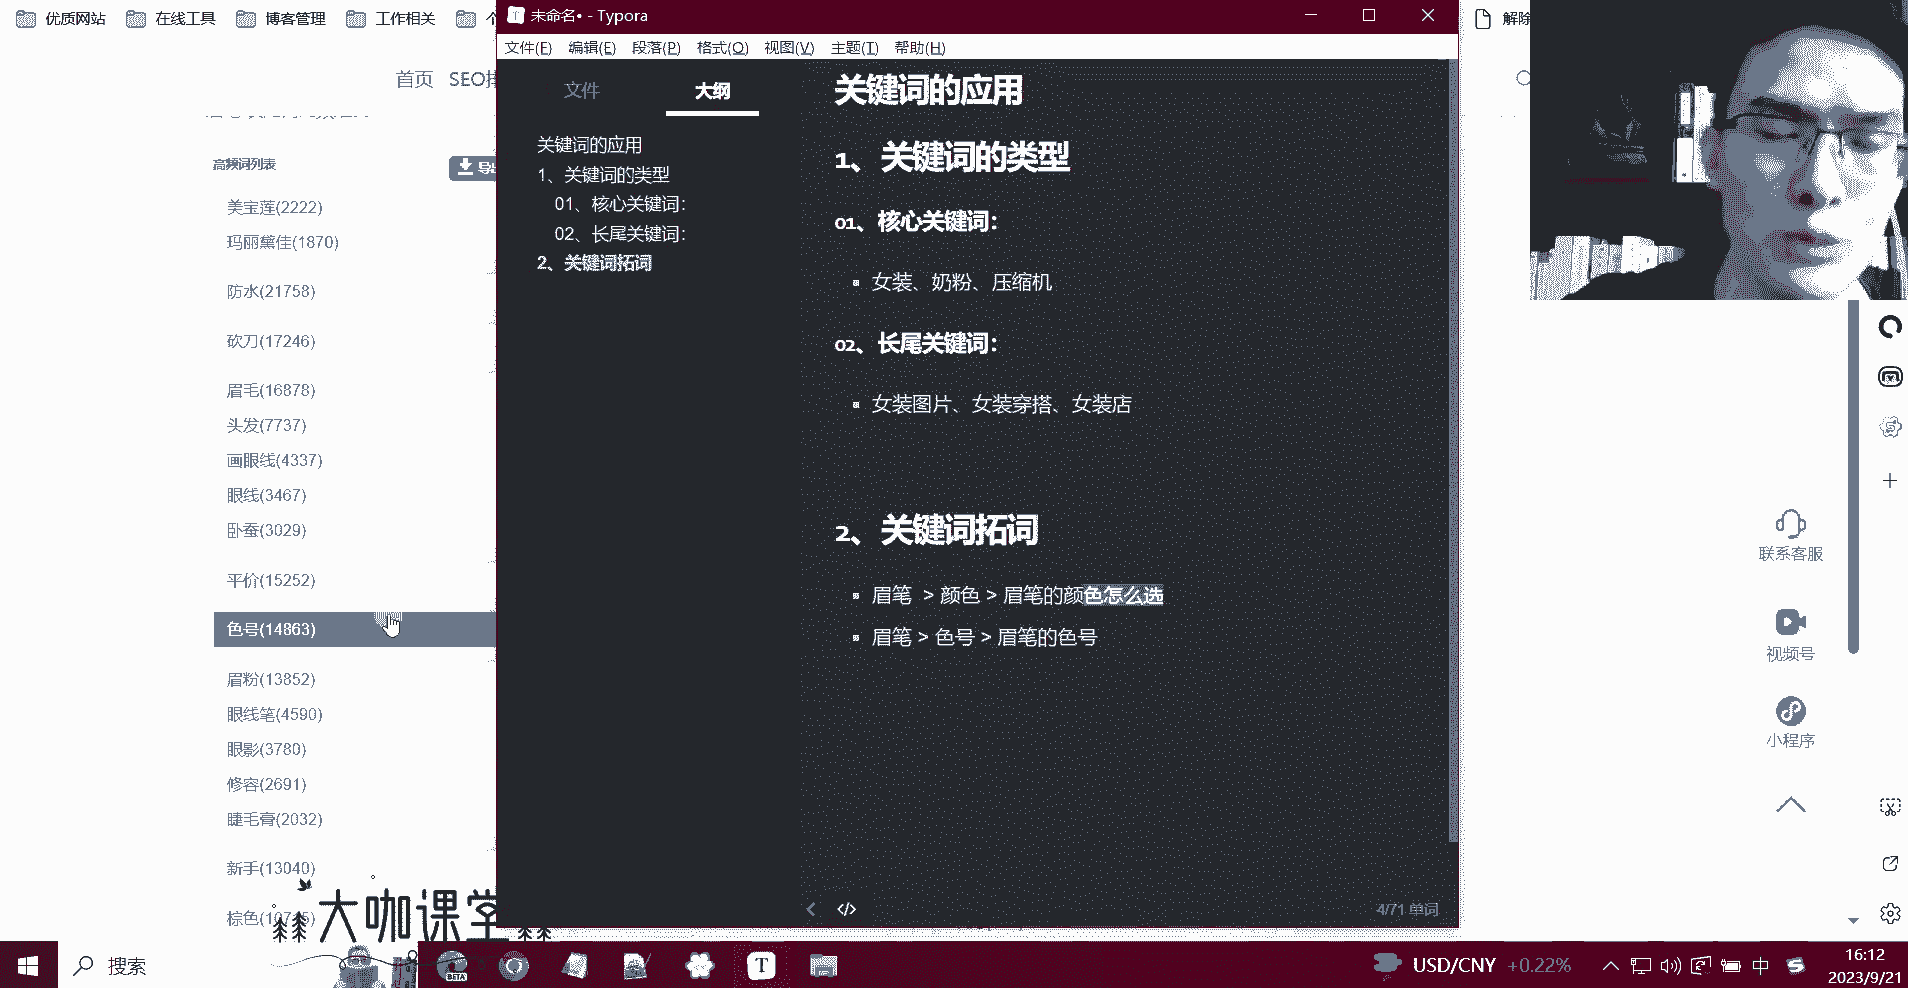 优质网站
在线工具
博客管理
工作相关
解除
首页 SEO
高频词列表
美宝莲(2222)
玛丽黛佳(1870)
防水(21758)
砍刀(17246)
眉毛(16878)
头发(7737)
画眼线(4337)
眼线(3467)
卧蚕(3029)
平价(15252)
色号(14863)
眉粉(13852)
眼线笔(4590)
眼影(3780)
修容(2691)
睫毛膏(2032)
新手(13040)
大咖课堂
未命名• - Typora
文件(F) 编辑(E) 段落(P) 格式(O) 视图(V) 主题(T) 帮助(H)
文件
大纲
关键词的应用
1、关键词的类型
01、核心关键词：
02、长尾关键词：
2、关键词拓词
关键词的应用
1、关键词的类型
01、核心关键词：
女装、奶粉、压缩机
02、长尾关键词：
女装图片、女装穿搭、女装店
2、关键词拓词
眉笔 > 颜色 > 眉笔的颜色怎么选
眉笔 > 色号 > 眉笔的色号
</>
4/71 单词
联系客服
视频号
小程序
搜索
BETA
T
USD/CNY +0.22%
中
16:12
2023/9/21